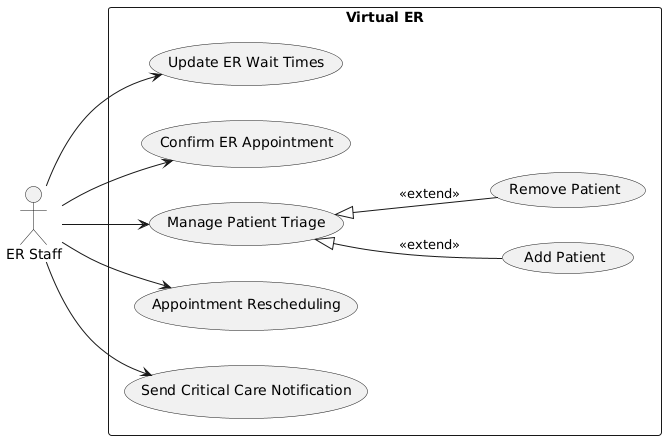 Virtual ER
Update ER Wait Times
Confirm ER Appointment
«extend»
Remove Patient
ER Staff
Manage Patient Triage
«extend»
Add Patient
Appointment Rescheduling
Send Critical Care Notification